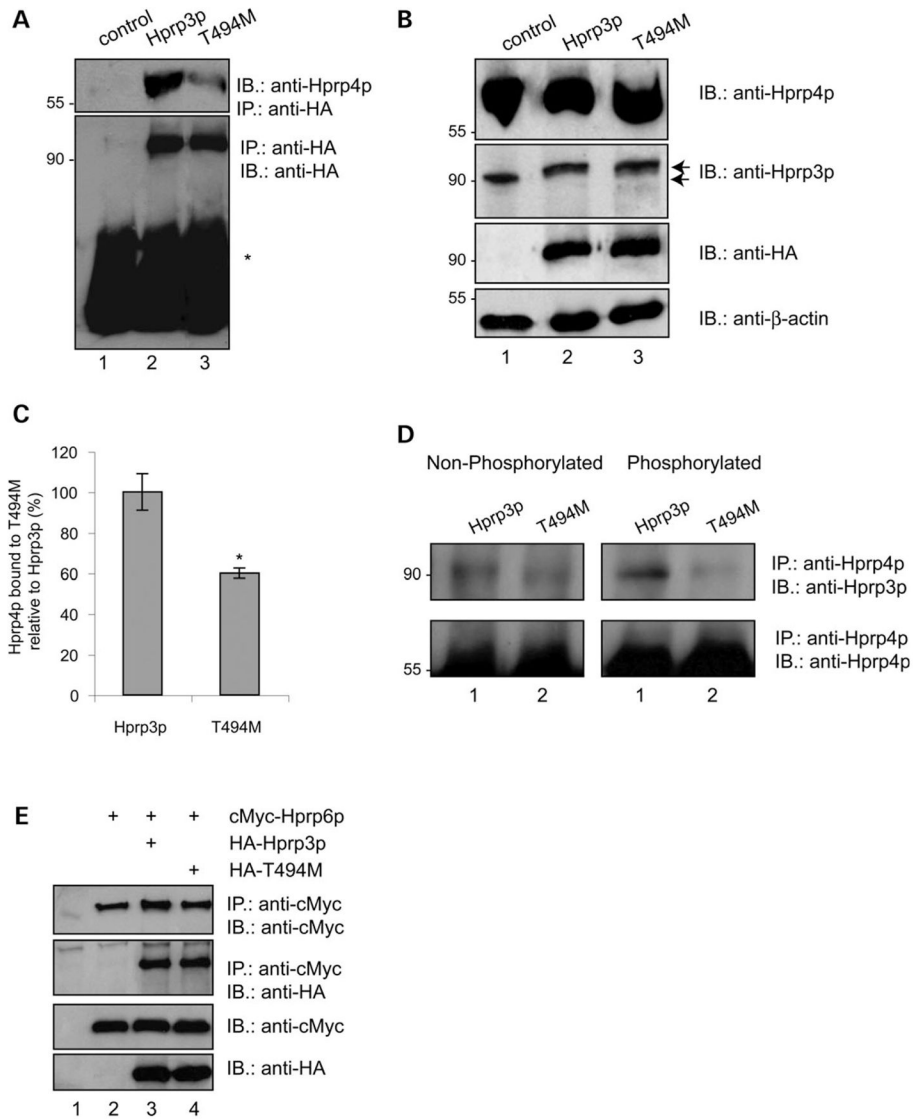 A
control Hprp3p T494M
IB.: anti-Hprp4p
IP.: anti-HA
55
IP.: anti-HA
IB.: anti-HA
90
*
1 2 3
B
control Hprp3p T494M
IB.: anti-Hprp4p
55
IB.: anti-Hprp3p
90
IB.: anti-HA
90
55
IB.: anti-β-actin
1 2 3
C
Hprp4p bound to T494M
relative to Hprp3p (%)
120
100
80
60
40
20
0
*
Hprp3p T494M
D
Non-Phosphorylated Phosphorylated
Hprp3p T494M Hprp3p T494M
IP.: anti-Hprp4p
IB.: anti-Hprp3p
90
IP.: anti-Hprp4p
IB.: anti-Hprp4p
55
1 2 1 2
E
+ + + cMyc-Hprp6p
+ HA-Hprp3p
+ HA-T494M
IP.: anti-cMyc
IB.: anti-cMyc
IP.: anti-cMyc
IB.: anti-HA
IB.: anti-cMyc
IB.: anti-HA
1 2 3 4